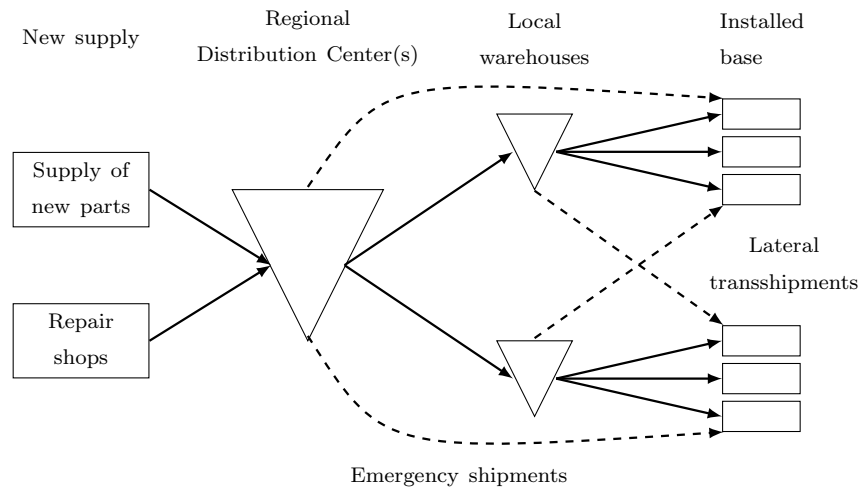 New supply
Regional
Distribution Center(s)
Local
warehouses
Installed
base
Supply of
new parts
Repair
shops
Lateral
transshipments
Emergency shipments